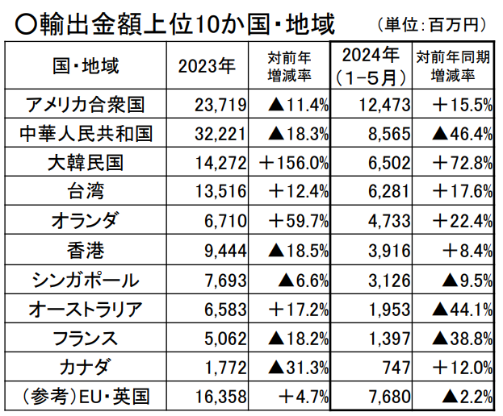 〇輸出金額上位10か国・地域 (単位:百万円)
国・地域 2023年 対前年増減率 2024年(1-5月) 対前年同期増減率
アメリカ合衆国 23,719 ▲11.4% 12,473 +15.5%
中華人民共和国 32,221 ▲18.3% 8,565 ▲46.4%
大韓民国 14,272 +156.0% 6,502 +72.8%
台湾 13,516 +12.4% 6,281 +17.6%
オランダ 6,710 +59.7% 4,733 +22.4%
香港 9,444 ▲18.5% 3,916 +8.4%
シンガポール 7,693 ▲6.6% 3,126 ▲9.5%
オーストラリア 6,583 +17.2% 1,953 ▲44.1%
フランス 5,062 ▲18.2% 1,397 ▲38.8%
カナダ 1,772 ▲31.3% 747 +12.0%
(参考)EU・英国 16,358 +4.7% 7,680 ▲2.2%